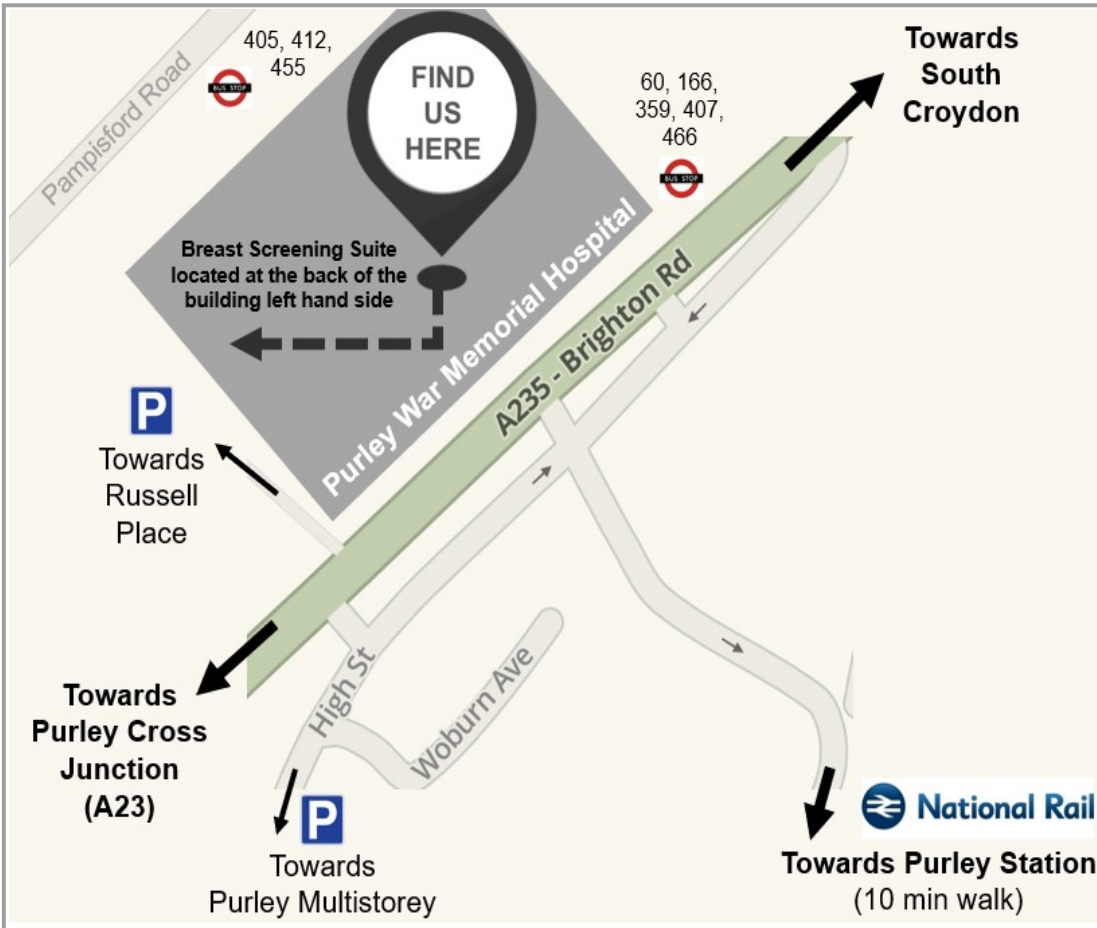 Pampisford Road
405, 412,
455
BUS STOP
FIND
US
HERE
60, 166,
359, 407,
466
BUS STOP
Towards
South
Croydon
Breast Screening Suite
located at the back of the
building left hand side
Purley War Memorial Hospital
A235 - Brighton Rd
P
Towards
Russell
Place
Towards
Purley Cross
Junction
(A23)
High St
Woburn Ave
P
Towards
Purley Multistorey
National Rail
Towards Purley Station
(10 min walk)